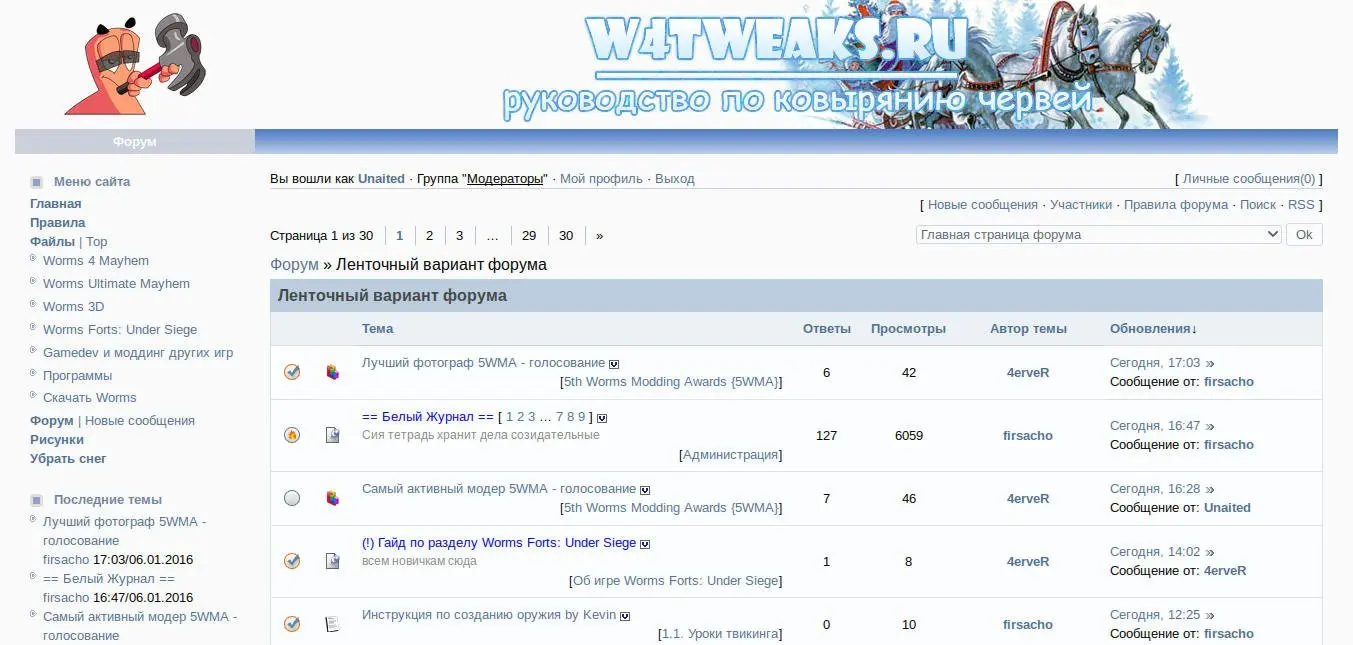 W4TWEAKS.RU
руководство по ковырянию червей
Форум
Меню сайта
Главная
Правила
Файлы | Top
Worms 4 Mayhem
Worms Ultimate Mayhem
Worms 3D
Worms Forts: Under Siege
Gamedev и моддинг других игр
Программы
Скачать Worms
Форум | Новые сообщения
Рисунки
Убрать снег
Последние темы
Лучший фотограф 5WMA -
голосование
firsacho 17:03/06.01.2016
== Белый Журнал ==
firsacho 16:47/06.01.2016
Самый активный модер 5WMA -
голосование
Вы вошли как Unaited · Группа "Модераторы" · Мой профиль · Выход
[ Личные сообщения(0) ]
[ Новые сообщения · Участники · Правила форума · Поиск · RSS ]
Страница 1 из 30 1 2 3 … 29 30 »
Главная страница форума Ok
Форум » Ленточный вариант форума
Ленточный вариант форума
Тема Ответы Просмотры Автор темы Обновления↓
Лучший фотограф 5WMA - голосование
[5th Worms Modding Awards {5WMA}]
6 42 4erveR
Сегодня, 17:03
Сообщение от: firsacho
== Белый Журнал == [ 1 2 3 … 7 8 9 ]
Сия тетрадь хранит дела созидательные
[Администрация]
127 6059 firsacho
Сегодня, 16:47
Сообщение от: firsacho
Самый активный модер 5WMA - голосование
[5th Worms Modding Awards {5WMA}]
7 46 4erveR
Сегодня, 16:28
Сообщение от: Unaited
(!) Гайд по разделу Worms Forts: Under Siege
всем новичкам сюда
[Об игре Worms Forts: Under Siege]
1 8 4erveR
Сегодня, 14:02
Сообщение от: 4erveR
Инструкция по созданию оружия by Kevin
[1.1. Уроки твикинга]
0 10 firsacho
Сегодня, 12:25
Сообщение от: firsacho